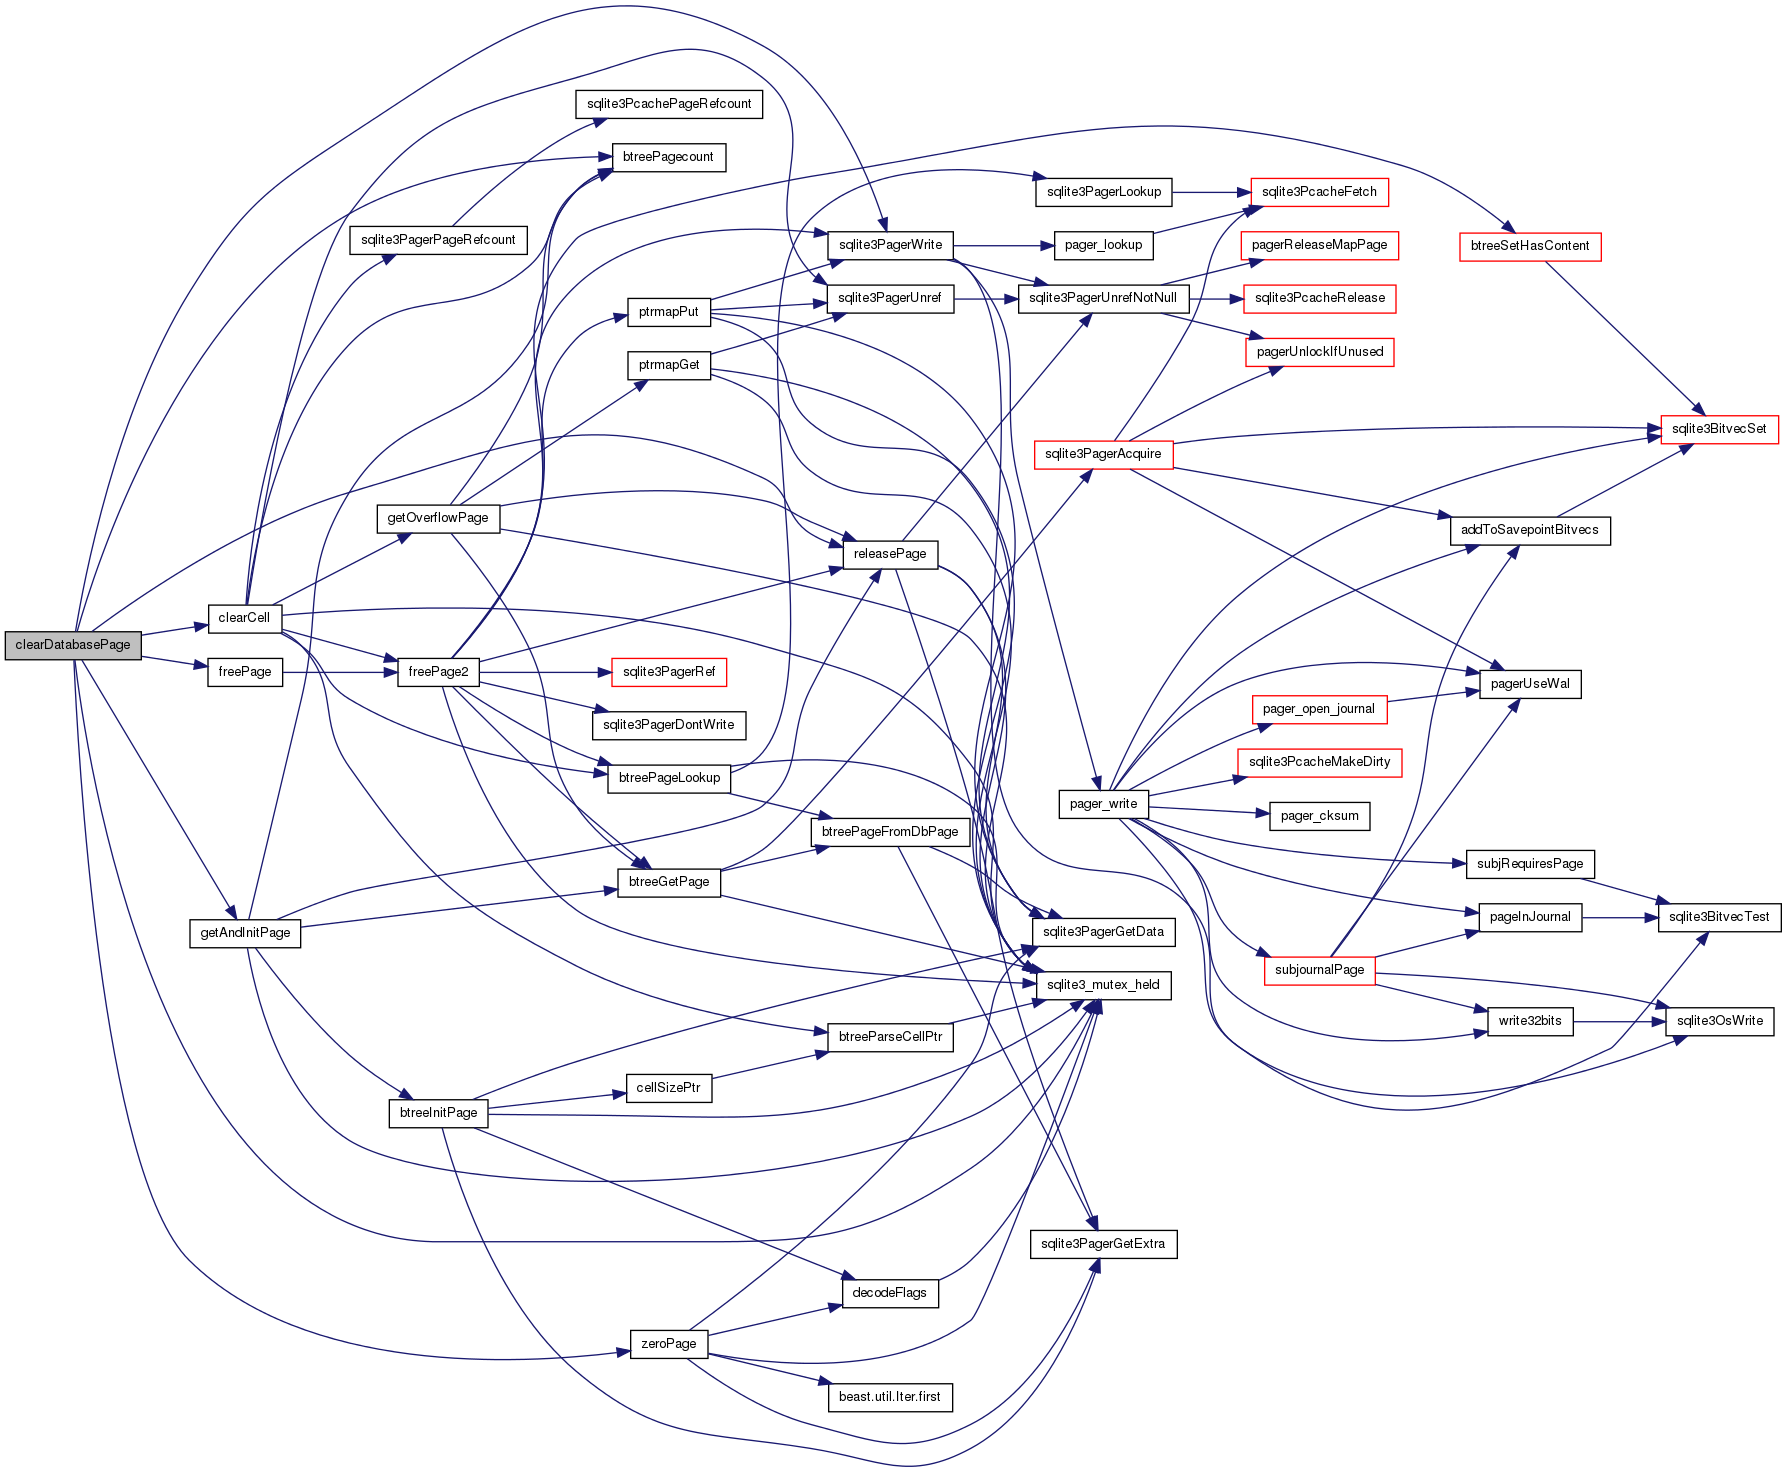 clearDatabasePage
clearCell
freePage
getAndInitPage
sqlite3PagerPageRefcount
getOverflowPage
freePage2
btreeInitPage
sqlite3PcachePageRefcount
btreePagecount
ptrmapPut
ptrmapGet
sqlite3PagerRef
sqlite3PagerDontWrite
btreePageLookup
btreeGetPage
cellSizePtr
zeroPage
sqlite3PagerWrite
sqlite3PagerUnref
releasePage
btreePageFromDbPage
btreeParseCellPtr
decodeFlags
beast.util.Iter.first
sqlite3PagerLookup
pager_lookup
sqlite3PagerUnrefNotNull
sqlite3PagerAcquire
pager_write
sqlite3PagerGetData
sqlite3_mutex_held
sqlite3PagerGetExtra
sqlite3PcacheFetch
pagerReleaseMapPage
sqlite3PcacheRelease
pagerUnlockIfUnused
pager_open_journal
sqlite3PcacheMakeDirty
pager_cksum
subjournalPage
btreeSetHasContent
addToSavepointBitvecs
pagerUseWal
subjRequiresPage
pageInJournal
write32bits
sqlite3BitvecSet
sqlite3BitvecTest
sqlite3OsWrite